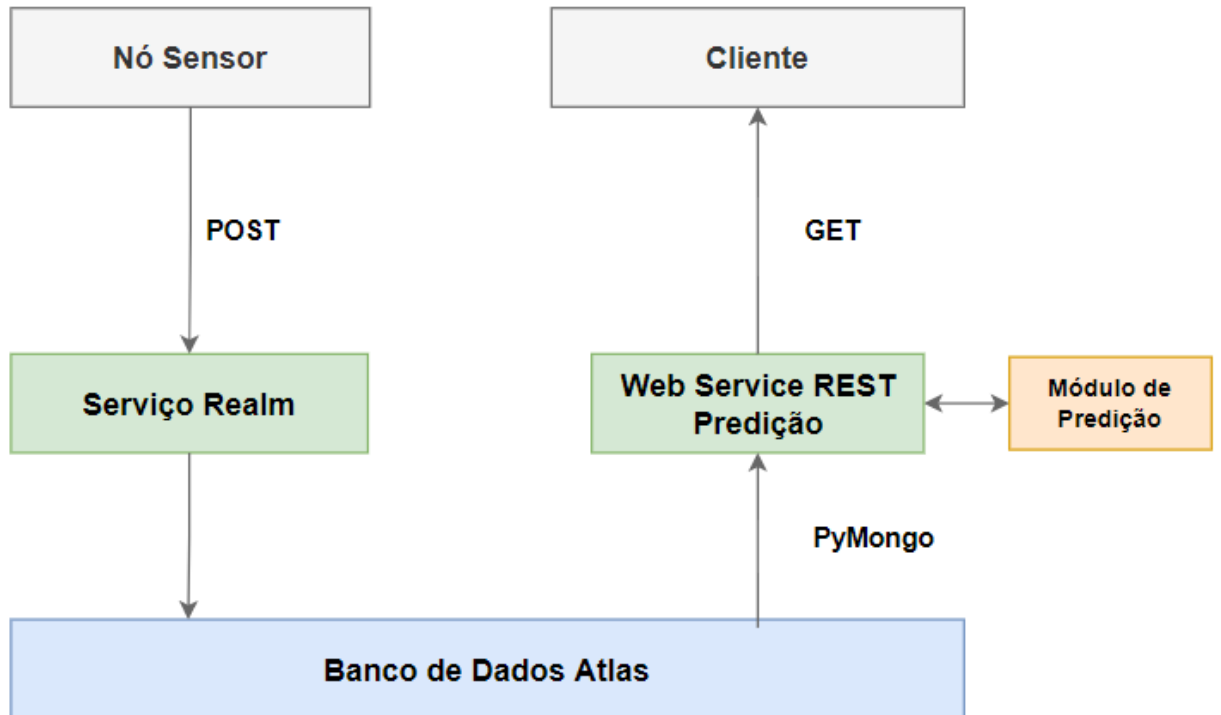 Nó Sensor
Cliente
POST
GET
Serviço Realm
Web Service REST
Predição
Módulo de
Predição
PyMongo
Banco de Dados Atlas